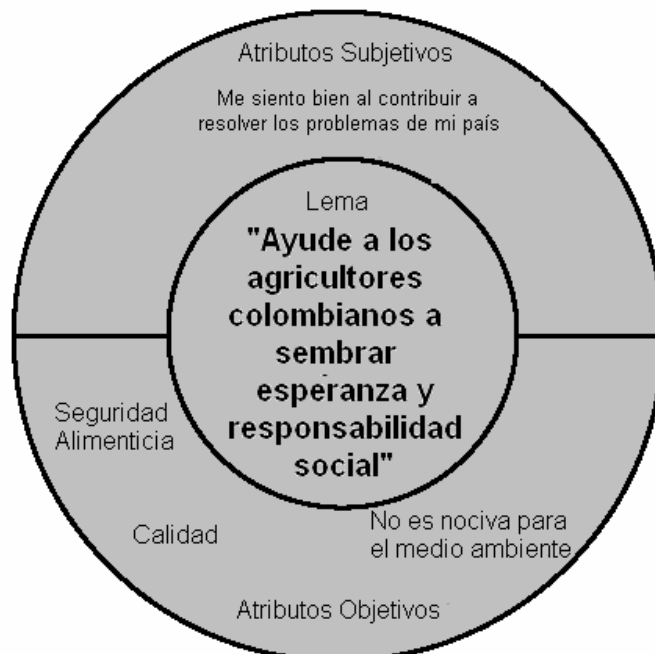 Atributos Subjetivos
Me siento bien al contribuir a
resolver los problemas de mi país
Lema
"Ayude a los
agricultores
colombianos a
sembrar
esperanza y
responsabilidad
social"
Seguridad
Alimenticia
Calidad
No es nociva para
el medio ambiente
Atributos Objetivos